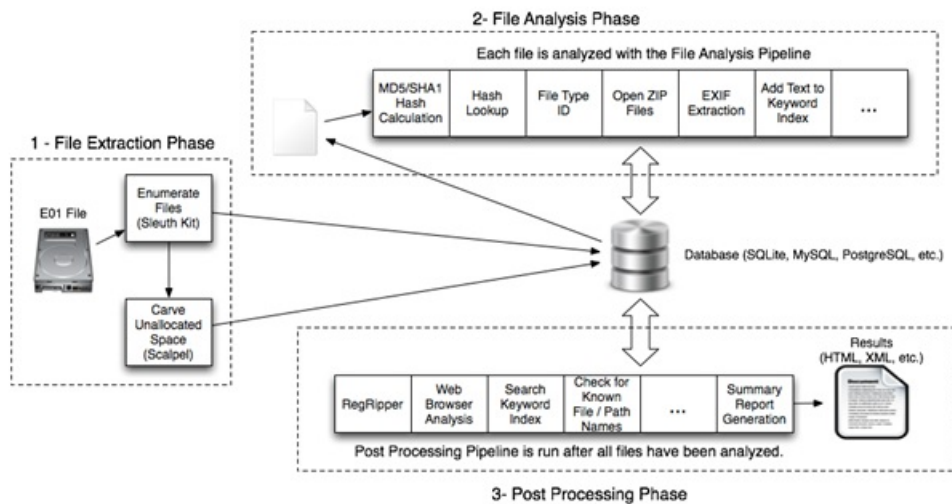 2- File Analysis Phase
Each file is analyzed with the File Analysis Pipeline
MD5/SHA1
Hash
Calculation
Hash
Lookup
File Type
ID
Open ZIP
Files
EXIF
Extraction
Add Text to
Keyword
Index
...
1 - File Extraction Phase
E01 File
Enumerate
Files
(Sleuth Kit)
Carve
Unallocated
Space
(Scalpel)
Database (SQLite, MySQL, PostgreSQL, etc.)
RegRipper
Web
Browser
Analysis
Search
Keyword
Index
Check for
Known
File / Path
Names
...
Summary
Report
Generation
Results
(HTML, XML, etc.)
Document
Post Processing Pipeline is run after all files have been analyzed.
3- Post Processing Phase